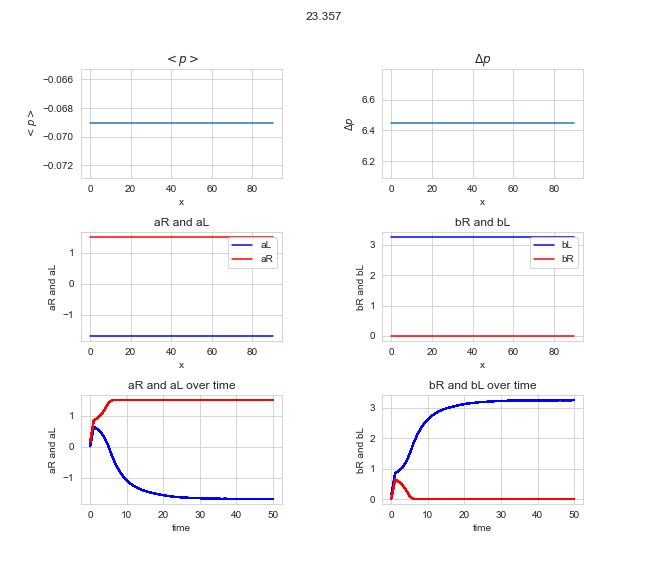 23.357
< p >
Δp
−0.066
−0.068
−0.070
−0.072
< p >
0 20 40 60 80
x
6.6
6.4
6.2
Δp
0 20 40 60 80
x
aR and aL
bR and bL
1
0
−1
aR and aL
aL
aR
0 20 40 60 80
x
3
2
1
0
bR and bL
bL
bR
0 20 40 60 80
x
aR and aL over time
bR and bL over time
1
0
−1
aR and aL
0 10 20 30 40 50
time
3
2
1
0
bR and bL
0 10 20 30 40 50
time